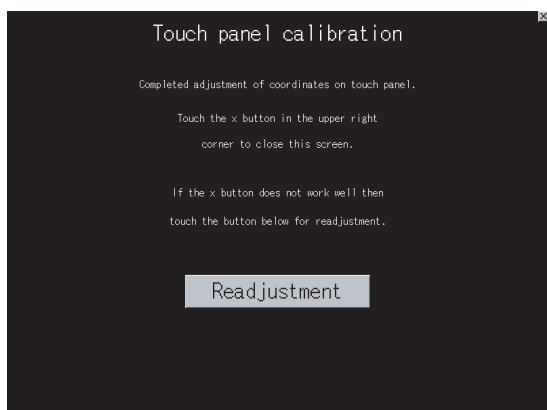 Touch panel calibration
Completed adjustment of coordinates on touch panel.
Touch the x button in the upper right
corner to close this screen.
If the x button does not work well then
touch the button below for readjustment.
Readjustment